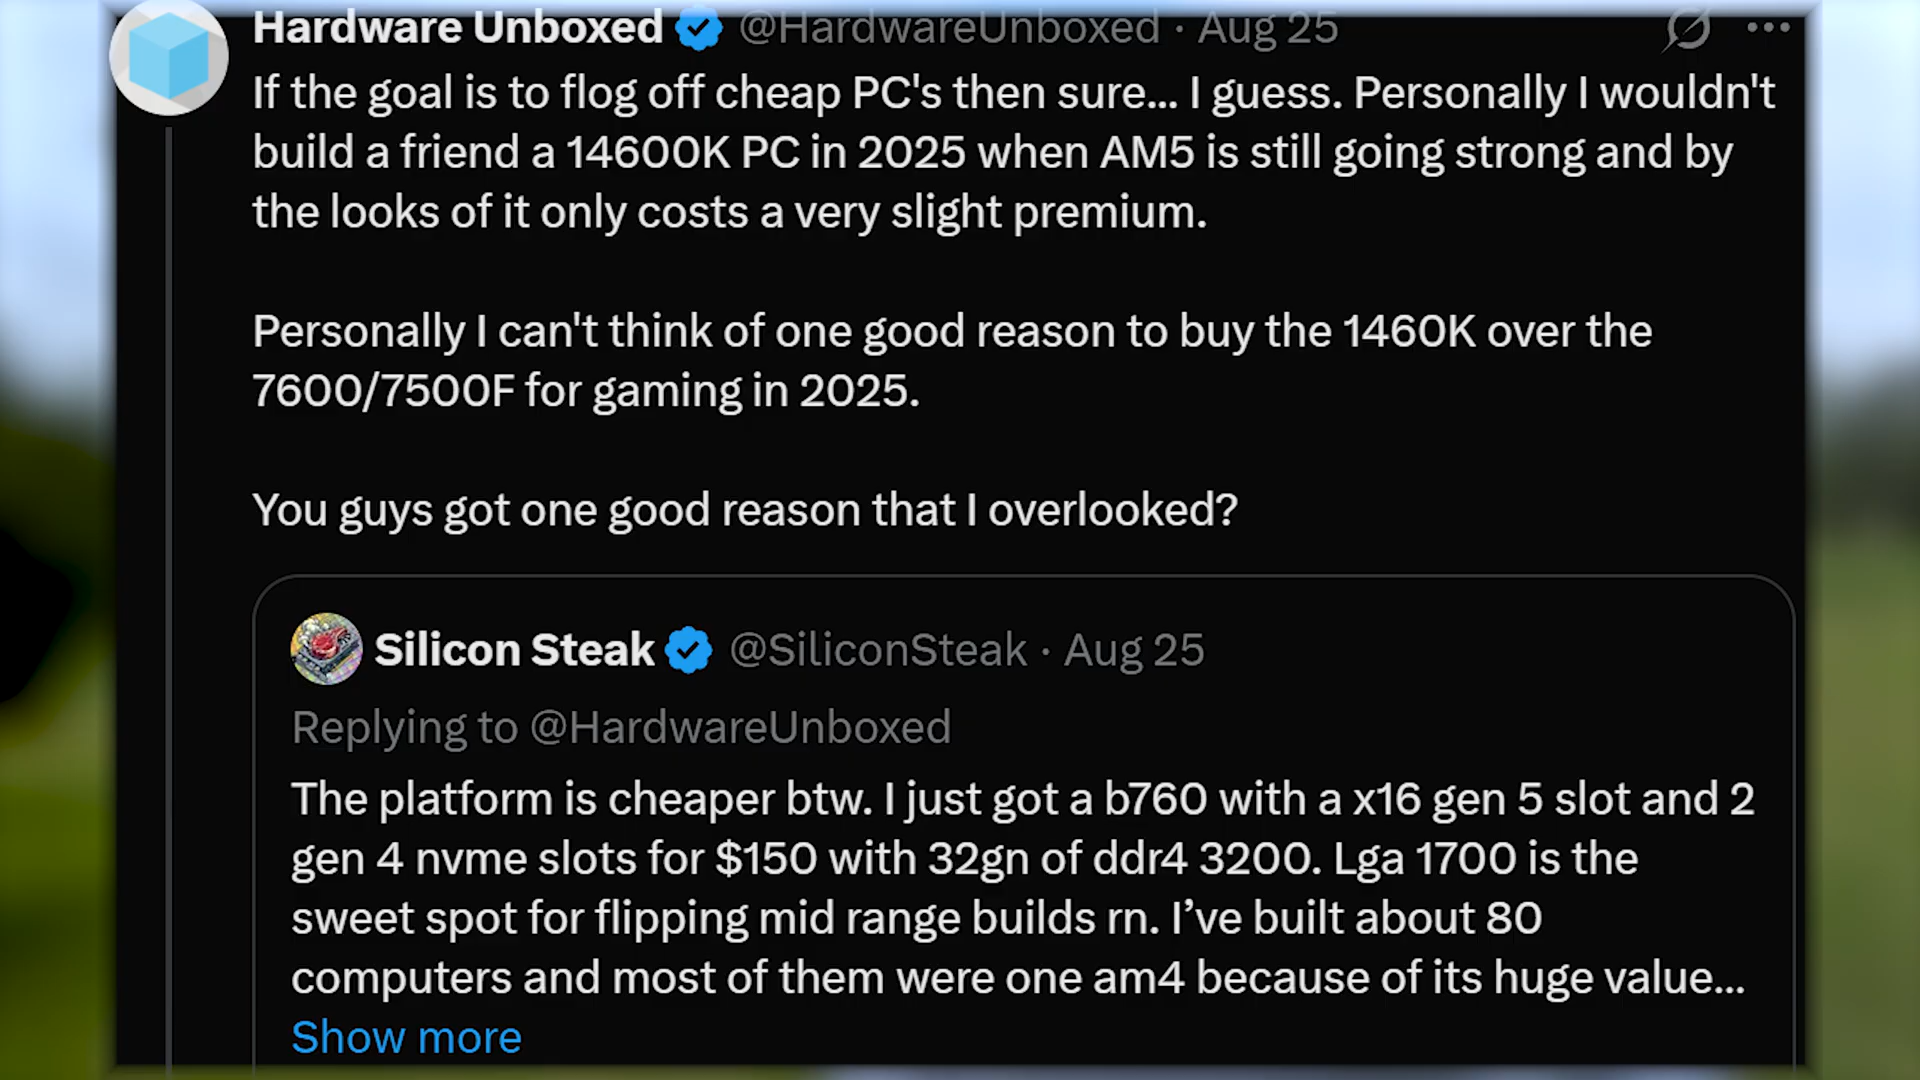 Hardware Unboxed @HardwareUnboxed · Aug 25
If the goal is to flog off cheap PC's then sure... I guess. Personally I wouldn't
build a friend a 14600K PC in 2025 when AM5 is still going strong and by
the looks of it only costs a very slight premium.
Personally I can't think of one good reason to buy the 1460K over the
7600/7500F for gaming in 2025.
You guys got one good reason that I overlooked?
Silicon Steak @SiliconSteak · Aug 25
Replying to @HardwareUnboxed
The platform is cheaper btw. I just got a b760 with a x16 gen 5 slot and 2
gen 4 nvme slots for $150 with 32gn of ddr4 3200. Lga 1700 is the
sweet spot for flipping mid range builds rn. I’ve built about 80
computers and most of them were one am4 because of its huge value...
Show more